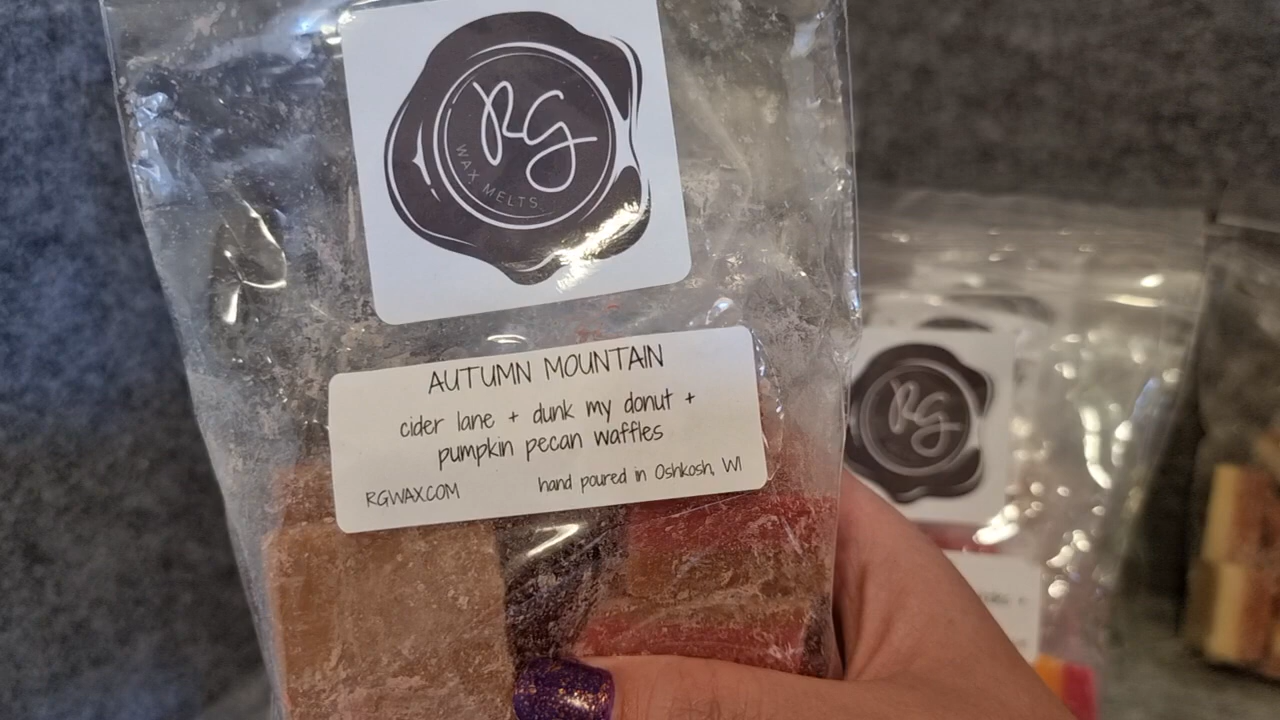 RG
WAX MELTS
AUTUMN MOUNTAIN
cider lane + dunk my donut +
pumpkin pecan waffles
RGWAX.COM
hand poured in Oshkosh, WI
RG